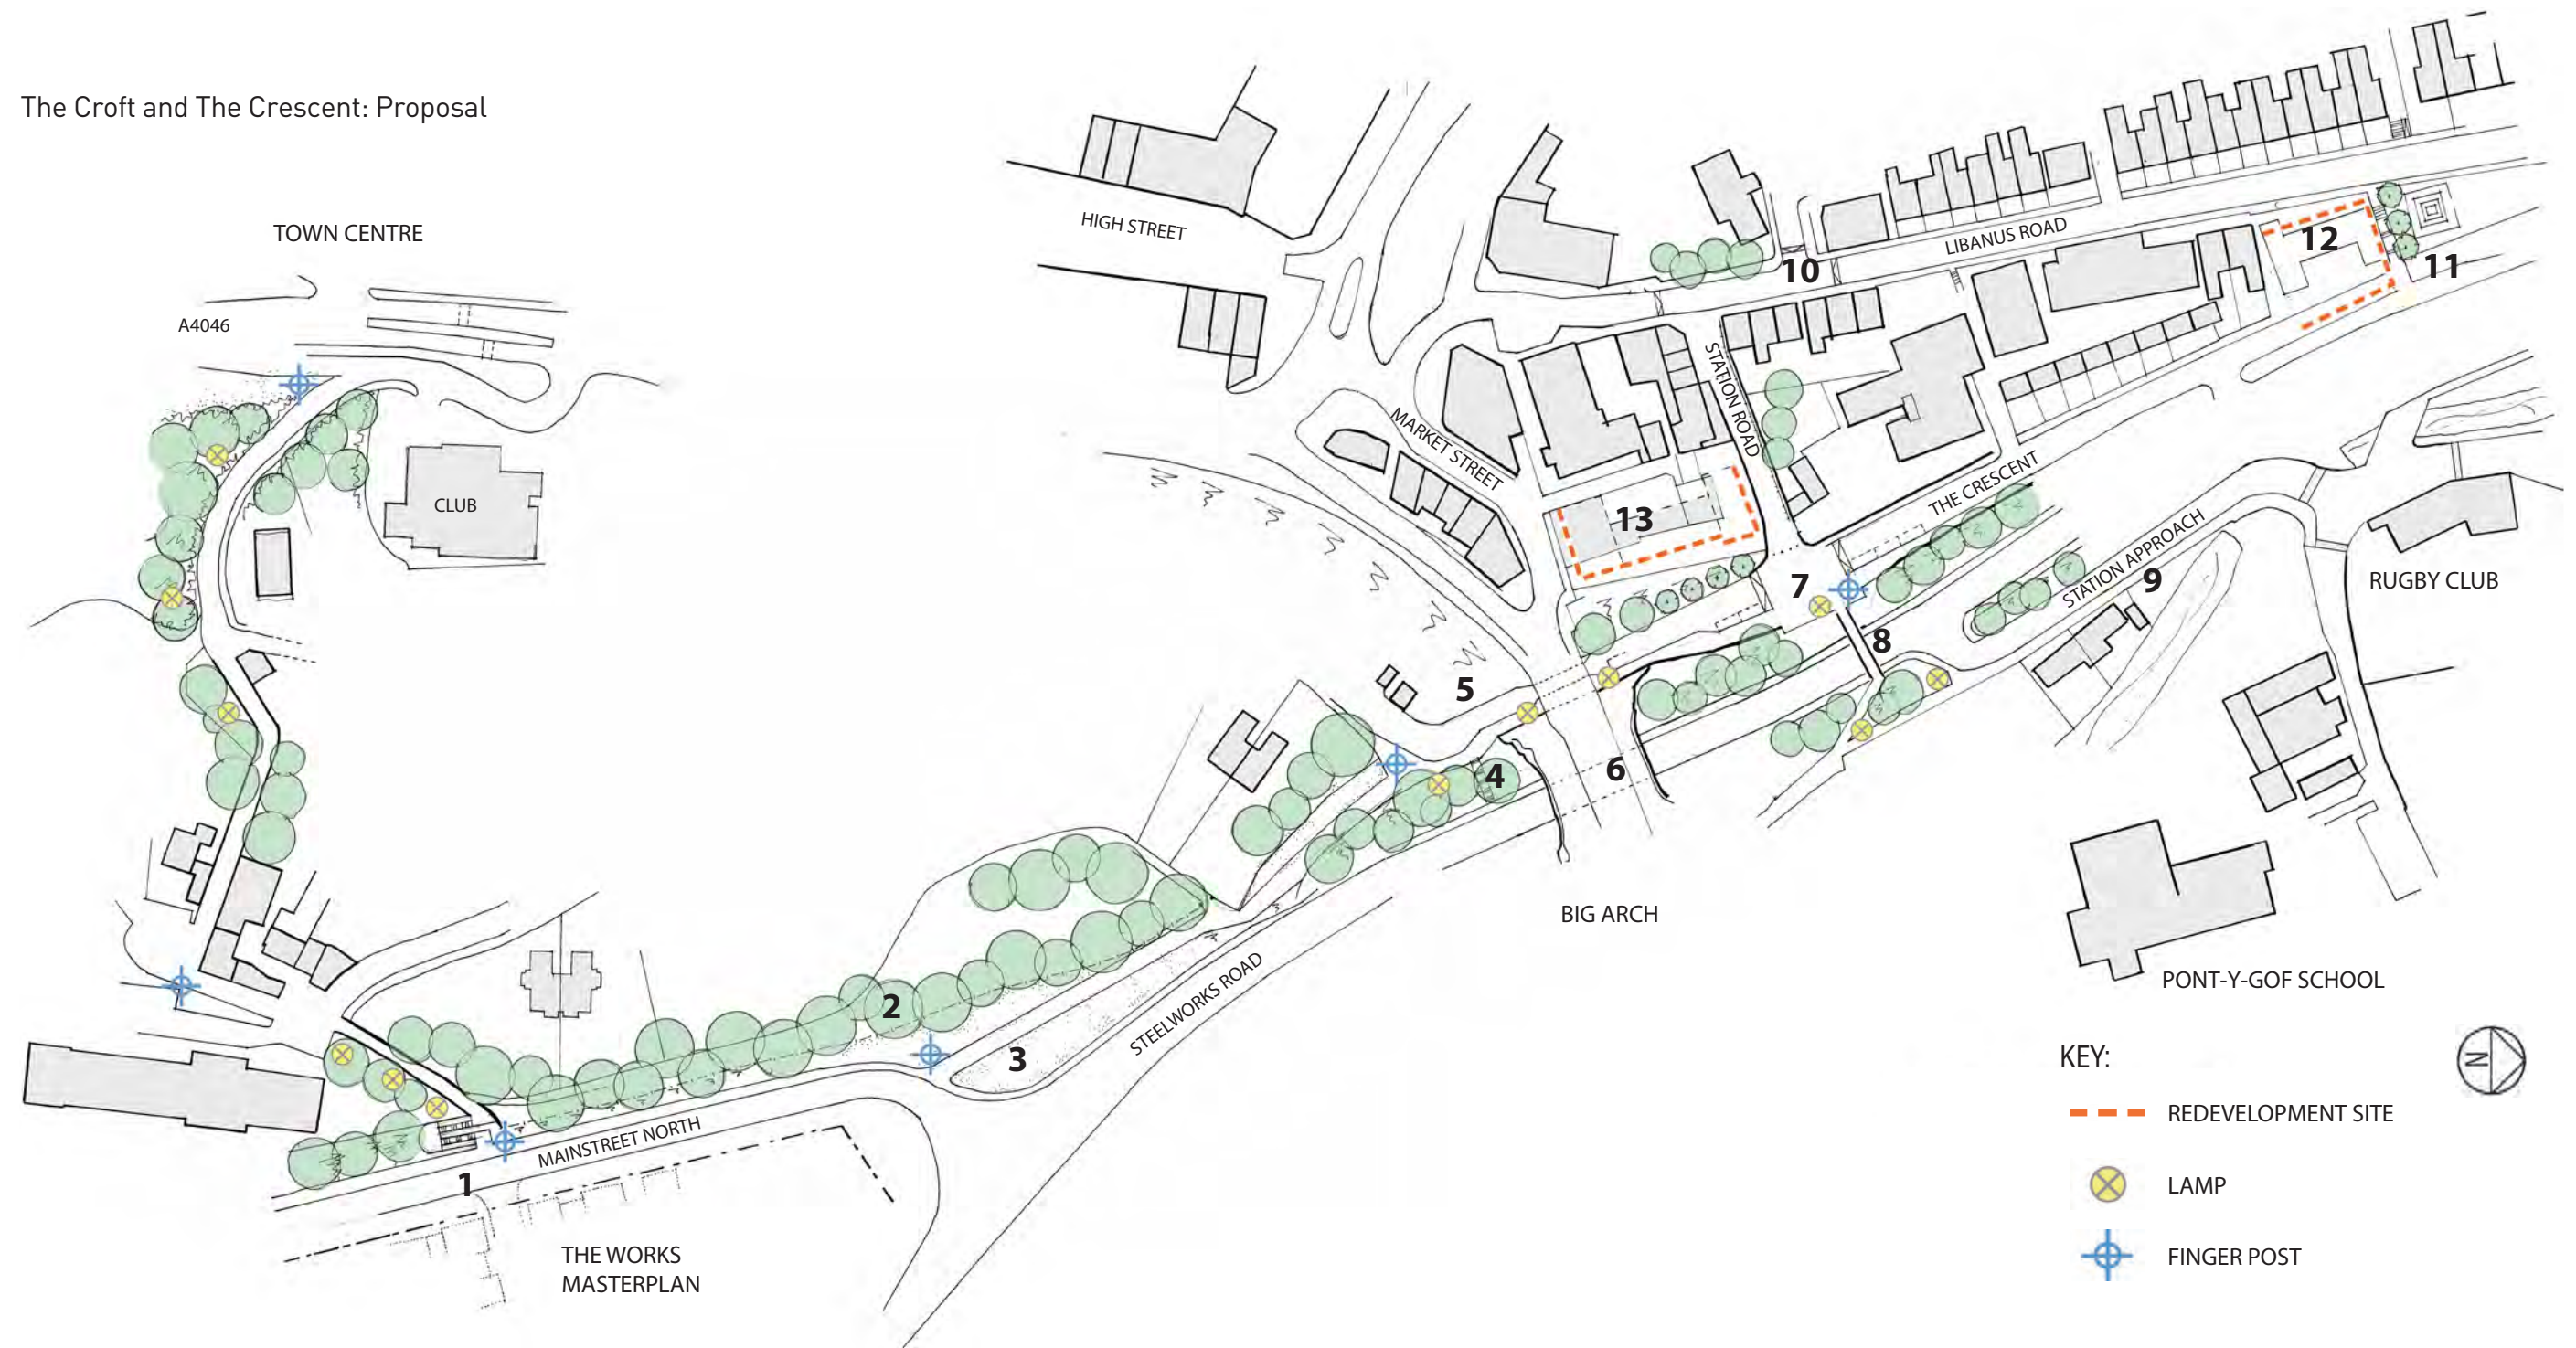 The Croft and The Crescent: Proposal
TOWN CENTRE
A4046
CLUB
HIGH STREET
MARKET STREET
STATION ROAD
LIBANUS ROAD
10
12
11
13
THE CRESCENT
7
8
STATION APPROACH
9
RUGBY CLUB
5
4
6
BIG ARCH
PONT-Y-GOF SCHOOL
2
3
STEELWORKS ROAD
MAINSTREET NORTH
1
THE WORKS
MASTERPLAN
N
KEY:
REDEVELOPMENT SITE
LAMP
FINGER POST